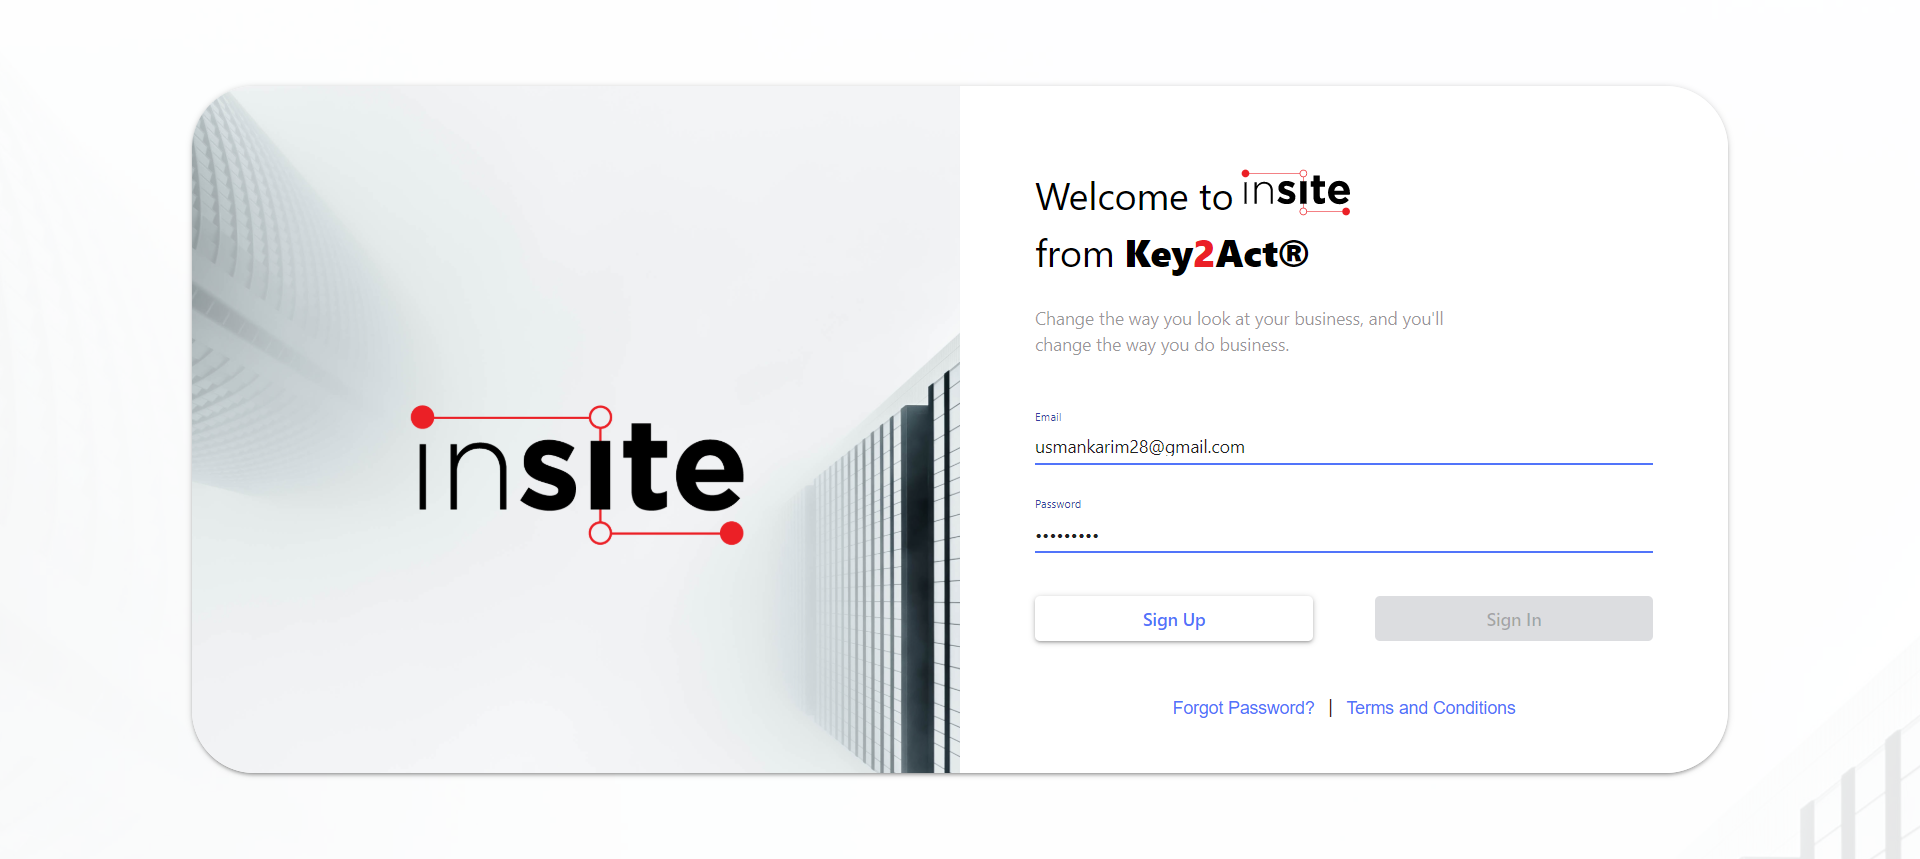 insite
Welcome to insite
from Key2Act®
Change the way you look at your business, and you'll
change the way you do business.
Email
usmankarim28@gmail.com
Password
•••••••••
Sign Up
Sign In
Forgot Password? | Terms and Conditions